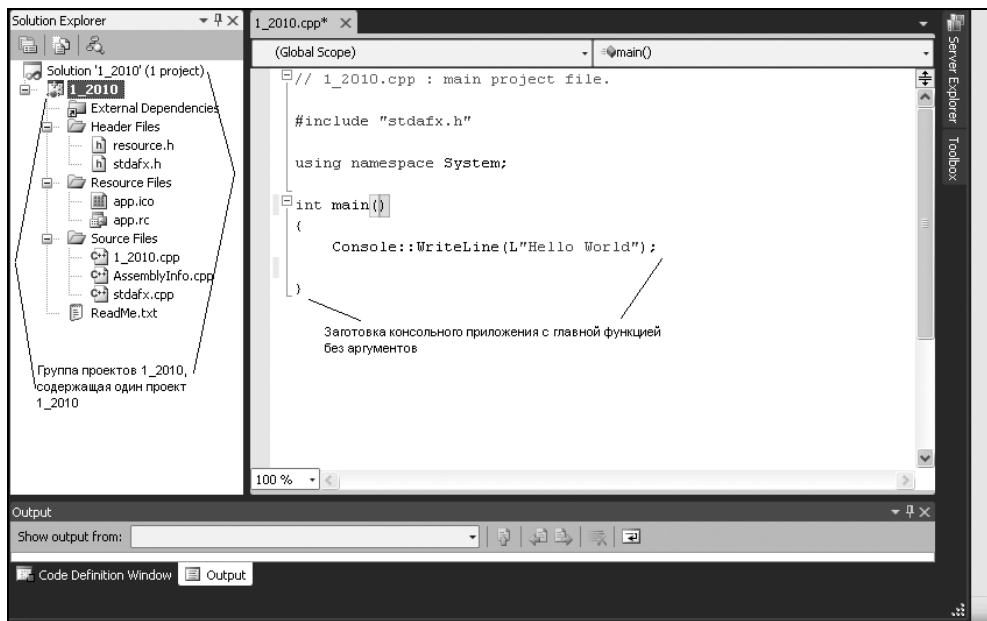 Solution Explorer
Solution '1_2010' (1 project)
1_2010
External Dependencies
Header Files
resource.h
stdafx.h
Resource Files
app.ico
app.rc
Source Files
1_2010.cpp
AssemblyInfo.cpp
stdafx.cpp
ReadMe.txt
Группа проектов 1_2010,
содержащая один проект
1_2010
1_2010.cpp*
(Global Scope)
main()
// 1_2010.cpp : main project file.
#include "stdafx.h"
using namespace System;
int main()
{
Console::WriteLine(L"Hello World");
}
Заготовка консольного приложения с главной функцией
без аргументов
100 %
Server Explorer
Toolbox
Output
Show output from:
Code Definition Window
Output